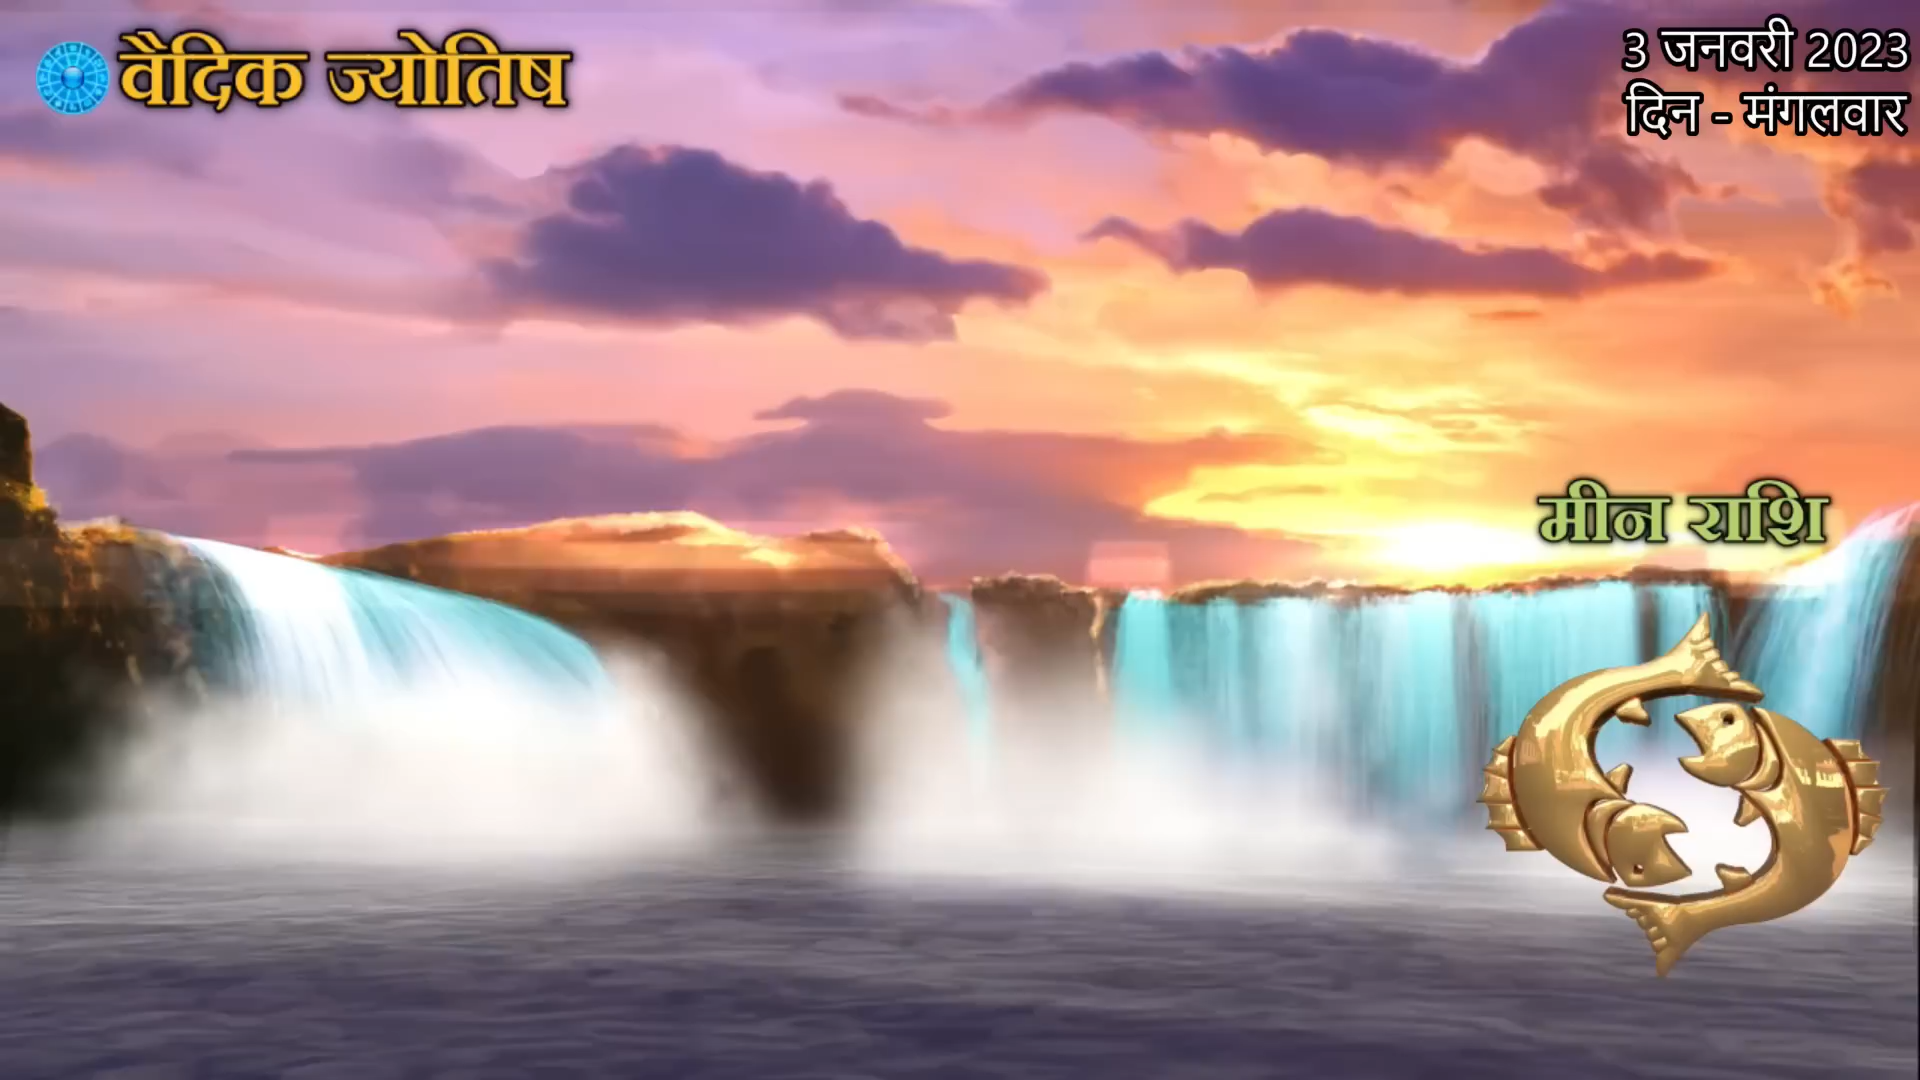 वैदिक ज्योतिष
3 जनवरी 2023
दिन - मंगलवार
मीन राशि